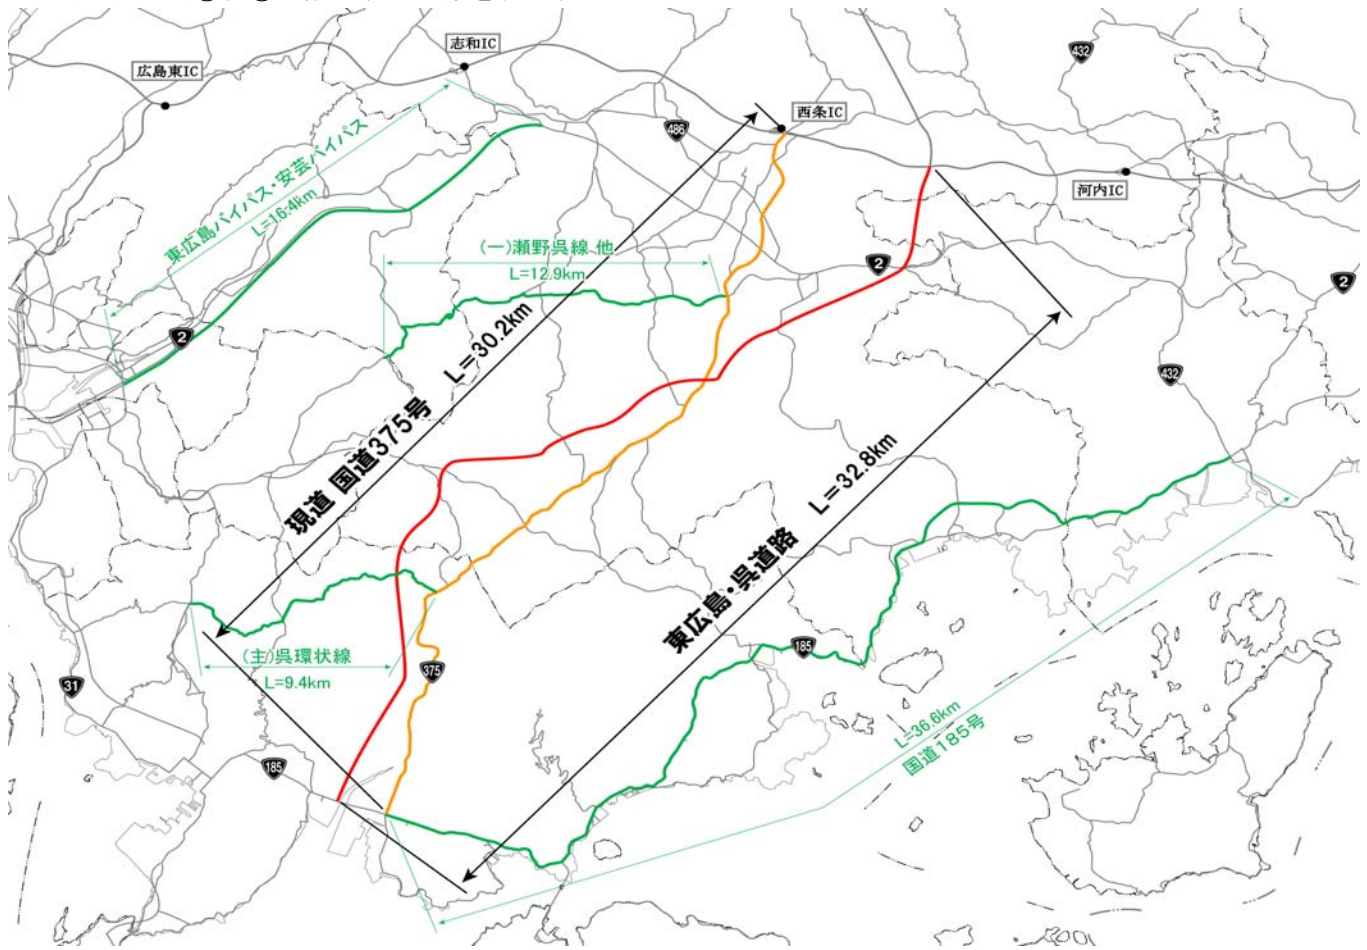 志和IC
広島東IC
432
西条IC
486
河内IC
東広島バイパス・安芸バイパス
L=16.4km
(一)瀬野呉線 他
L=12.9km
2
2
2
現道 国道375号 L=30.2km
432
東広島・呉道路 L=32.8km
(主)呉環状線
L=9.4km
375
185
31
185
L=36.6km
国道185号